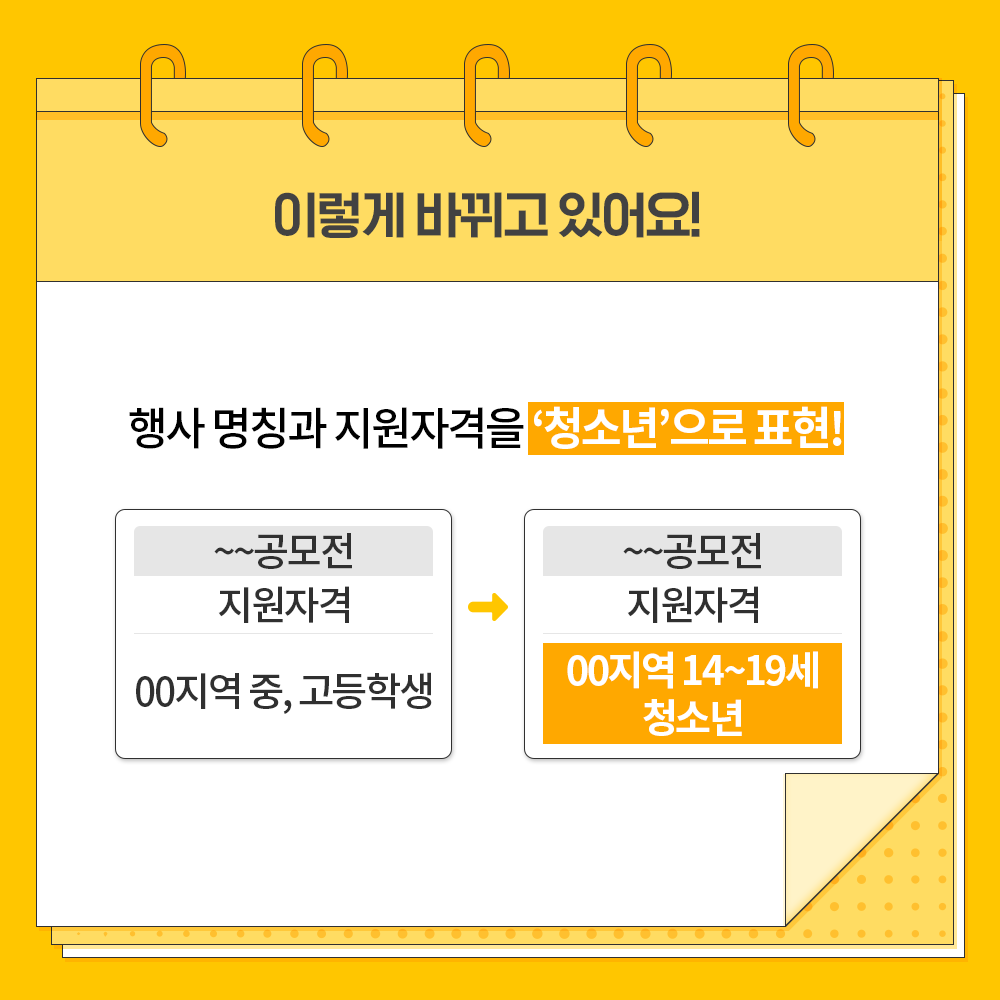 이렇게 바뀌고 있어요!
행사 명칭과 지원자격을 ‘청소년’으로 표현!
~~공모전
지원자격
00지역 중, 고등학생
~~공모전
지원자격
00지역 14~19세
청소년